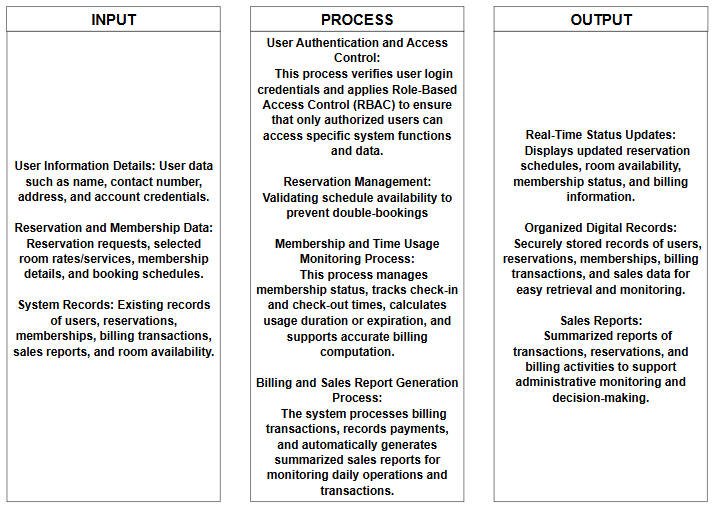 INPUT
User Information Details: User data
such as name, contact number,
address, and account credentials.
Reservation and Membership Data:
Reservation requests, selected
room rates/services, membership
details, and booking schedules.
System Records: Existing records
of users, reservations,
memberships, billing transactions,
sales reports, and room availability.
PROCESS
User Authentication and Access
Control:
This process verifies user login
credentials and applies Role-Based
Access Control (RBAC) to ensure
that only authorized users can
access specific system functions
and data.
Reservation Management:
Validating schedule availability to
prevent double-bookings
Membership and Time Usage
Monitoring Process:
This process manages
membership status, tracks check-in
and check-out times, calculates
usage duration or expiration, and
supports accurate billing
computation.
Billing and Sales Report Generation
Process:
The system processes billing
transactions, records payments,
and automatically generates
summarized sales reports for
monitoring daily operations and
transactions.
OUTPUT
Real-Time Status Updates:
Displays updated reservation
schedules, room availability,
membership status, and billing
information.
Organized Digital Records:
Securely stored records of users,
reservations, memberships, billing
transactions, and sales data for
easy retrieval and monitoring.
Sales Reports:
Summarized reports of
transactions, reservations, and
billing activities to support
administrative monitoring and
decision-making.